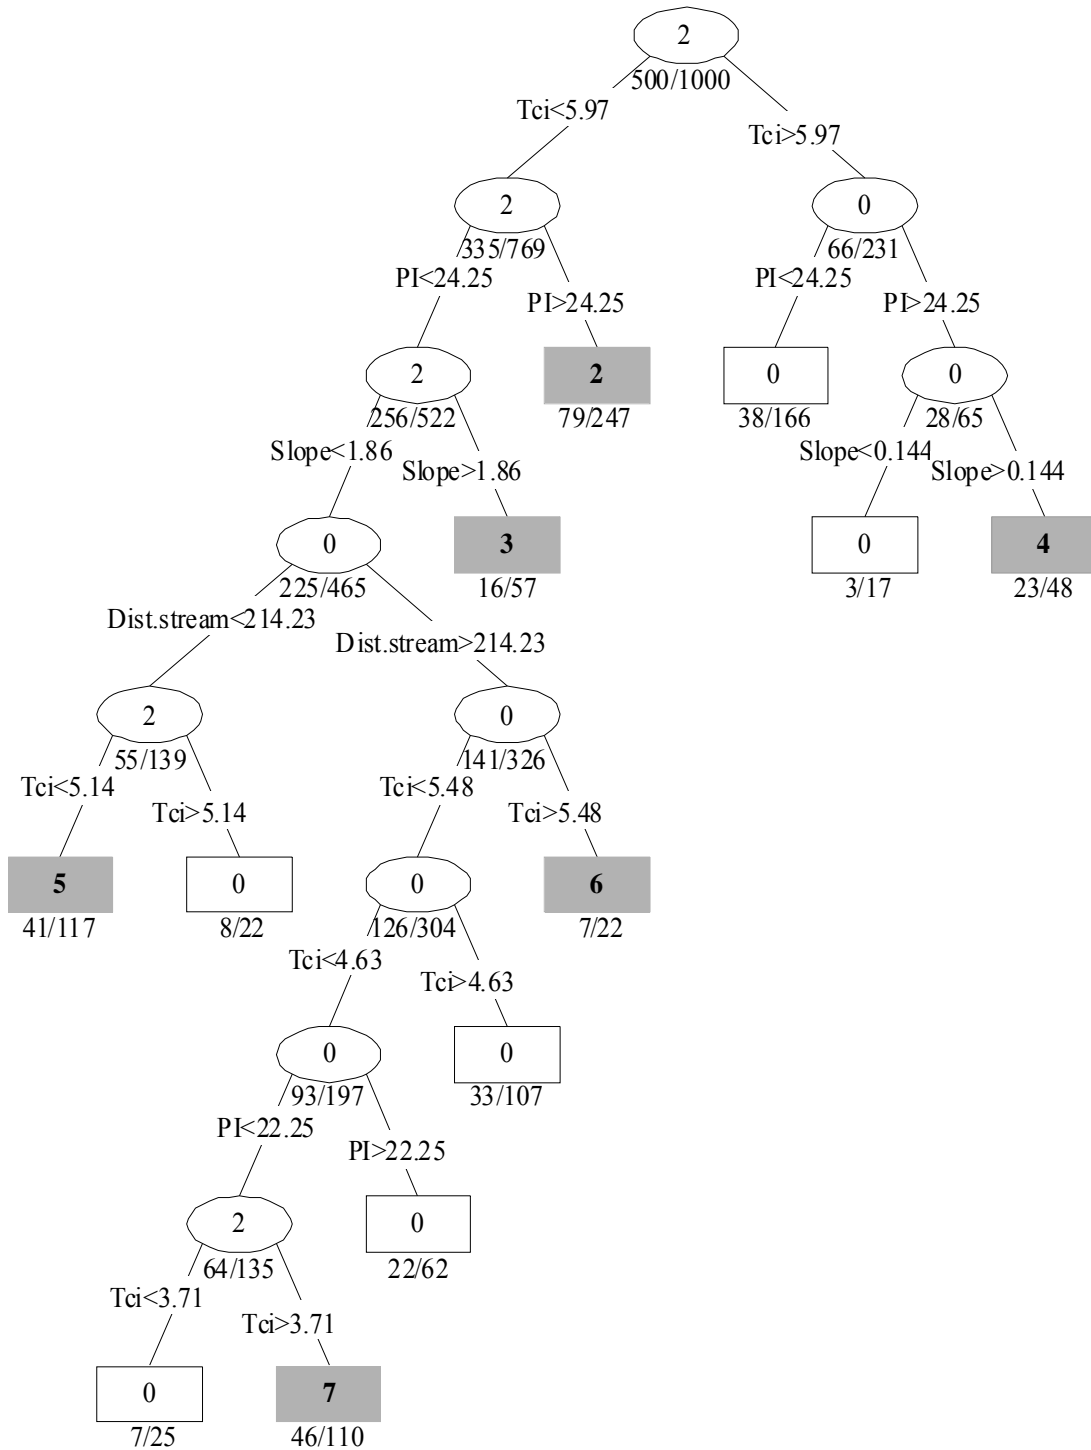 2
500/1000
Tci<5.97
Tci>5.97
2
335/769
0
66/231
PI<24.25
PI>24.25
PI<24.25
PI>24.25
2
256/522
2
79/247
0
38/166
0
28/65
Slope<1.86
Slope>1.86
Slope<0.144
Slope>0.144
0
225/465
3
16/57
0
3/17
4
23/48
Dist.stream<214.23
Dist.stream>214.23
2
55/139
0
141/326
Tci<5.14
Tci>5.14
Tci<5.48
Tci>5.48
5
41/117
0
8/22
0
126/304
6
7/22
Tci<4.63
Tci>4.63
0
93/197
0
33/107
PI<22.25
PI>22.25
2
64/135
0
22/62
Tci<3.71
Tci>3.71
0
7/25
7
46/110